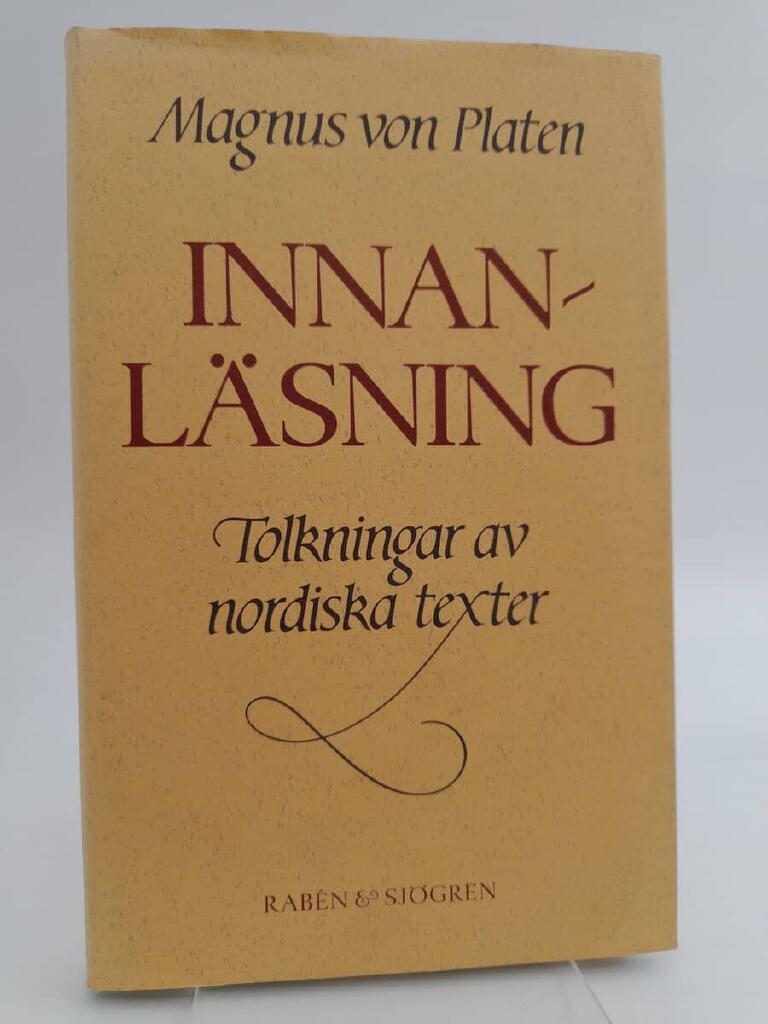 Magnus von Platen
INNAN-
LÄSNING
Tolkningar av
nordiska texter
RABÉN & SJÖGREN